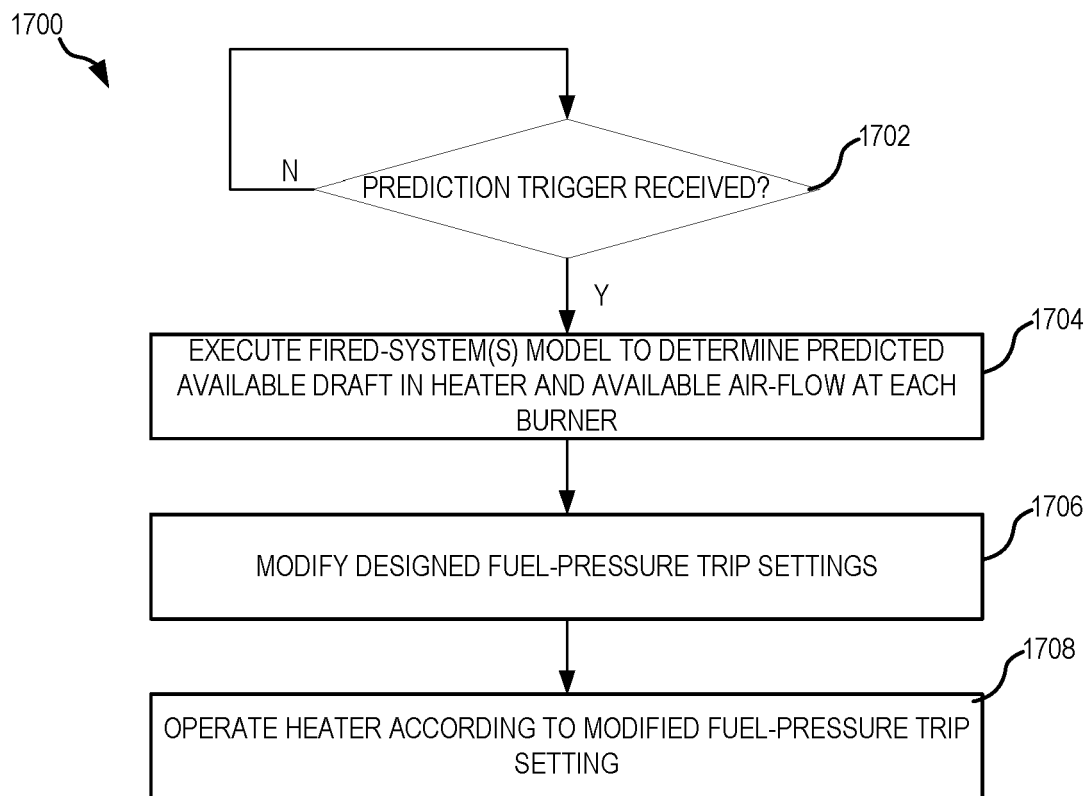 1700
1702
N
PREDICTION TRIGGER RECEIVED?
Y
1704
EXECUTE FIRED-SYSTEM(S) MODEL TO DETERMINE PREDICTED
AVAILABLE DRAFT IN HEATER AND AVAILABLE AIR-FLOW AT EACH
BURNER
1706
MODIFY DESIGNED FUEL-PRESSURE TRIP SETTINGS
1708
OPERATE HEATER ACCORDING TO MODIFIED FUEL-PRESSURE TRIP
SETTING